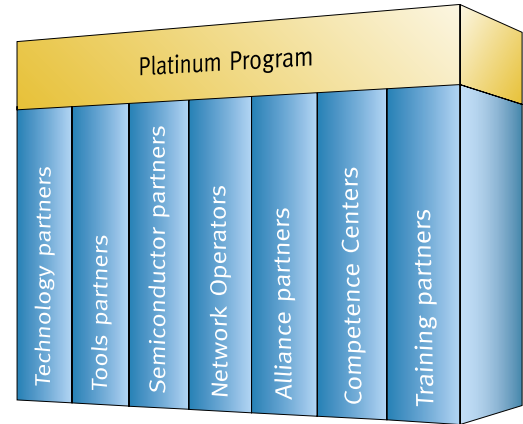 Platinum Program
Technology partners
Tools partners
Semiconductor partners
Network Operators
Alliance partners
Competence Centers
Training partners